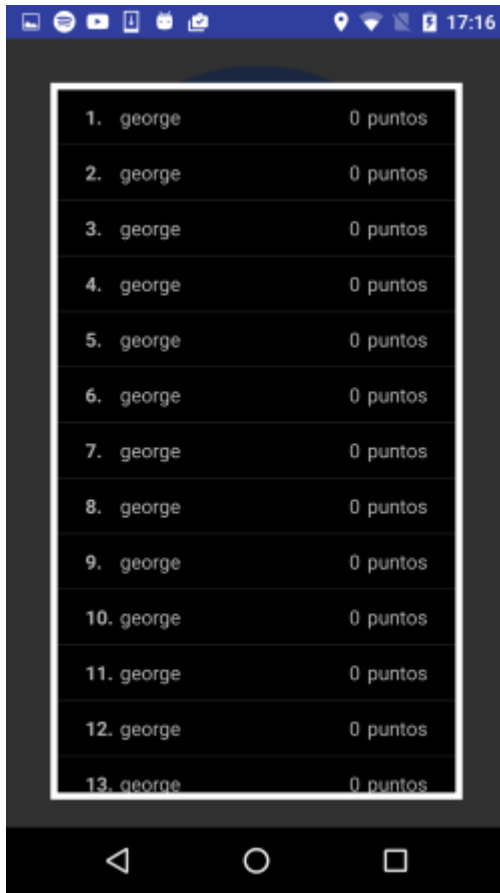 17:16
1. george 0 puntos
2. george 0 puntos
3. george 0 puntos
4. george 0 puntos
5. george 0 puntos
6. george 0 puntos
7. george 0 puntos
8. george 0 puntos
9. george 0 puntos
10. george 0 puntos
11. george 0 puntos
12. george 0 puntos
13. george 0 puntos